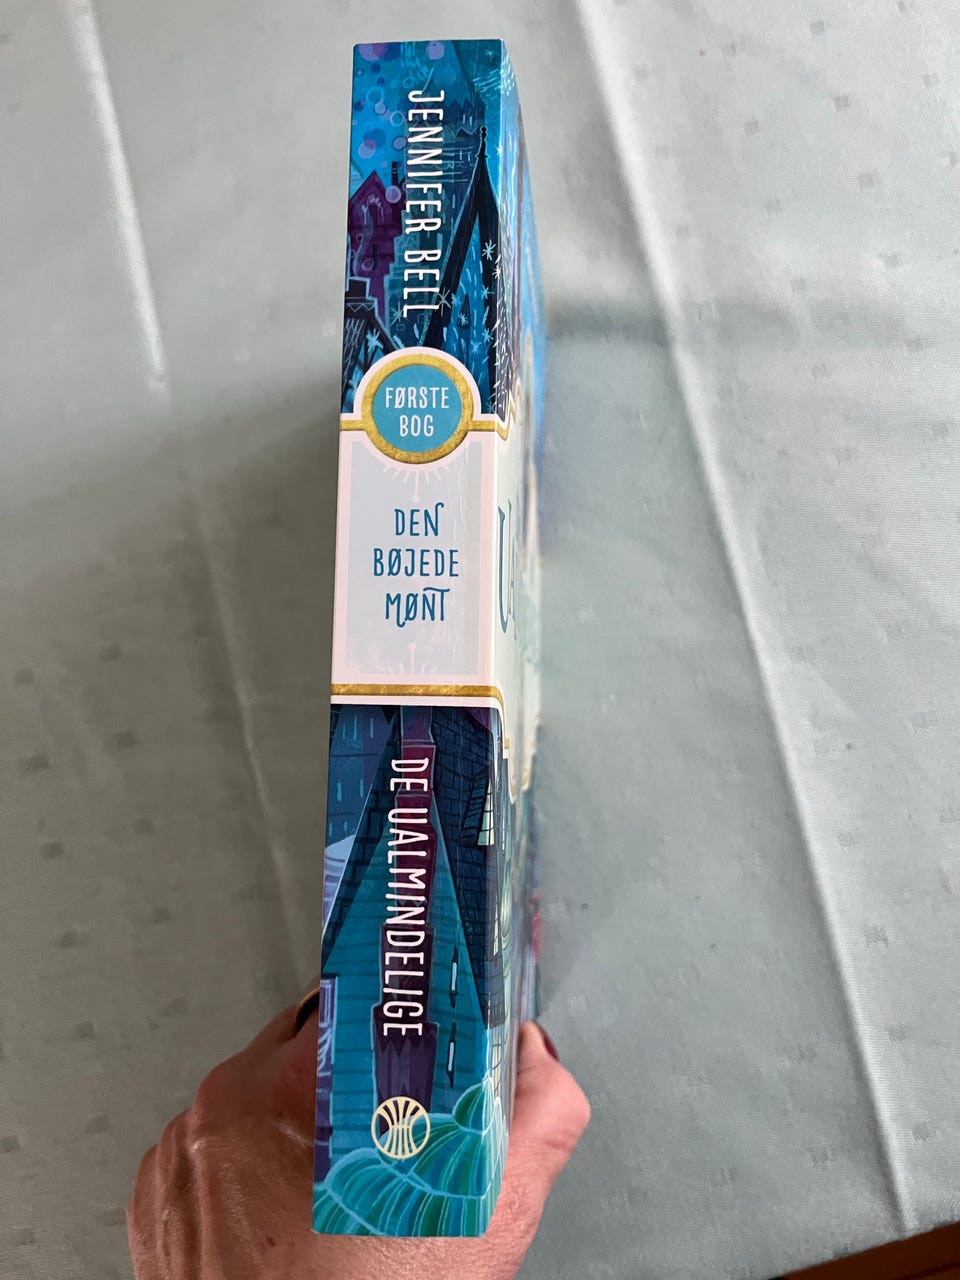 JENNIFER BELL
FØRSTE
BOG
DEN
BØJEDE
MØNT
DE UALMINDELIGE